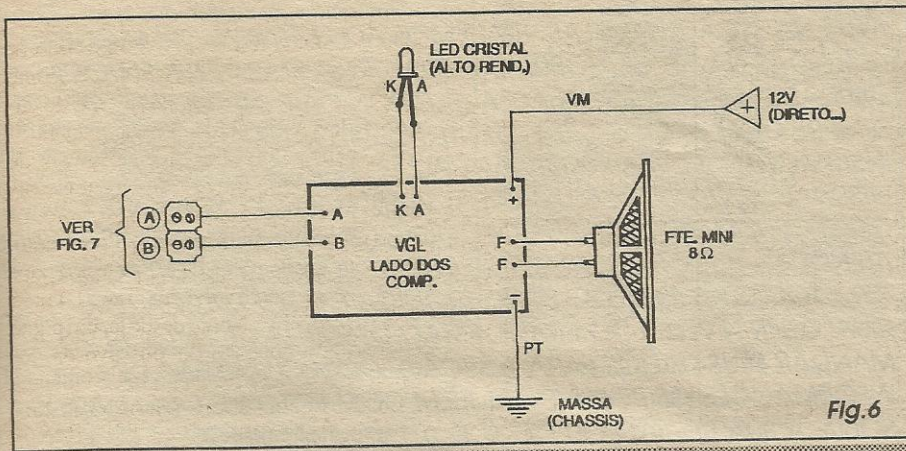 LED CRISTAL
(ALTO REND.)
K A
VM
12V
(DIRETO...)
+
VER
FIG. 7
A
B
A
B
K A
+
VGL
LADO DOS
COMP.
F
F
FTE. MINI
8Ω
−
PT
MASSA
(CHASSIS)
Fig.6